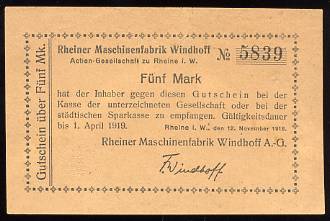 Gutschein über Fünf Mk.
Rheiner Maschinenfabrik Windhoff
Actien-Gesellschaft zu Rheine i. W.
№ 5839
Fünf Mark
hat der Inhaber gegen diesen Gutschein bei der
Kasse der unterzeichneten Gesellschaft oder bei der
städtischen Sparkasse zu empfangen. Gültigkeitsdauer
bis 1. April 1919.
Rheine i. W., den 12. November 1918.
Rheiner Maschinenfabrik Windhoff A.-G.
F. Windhoff